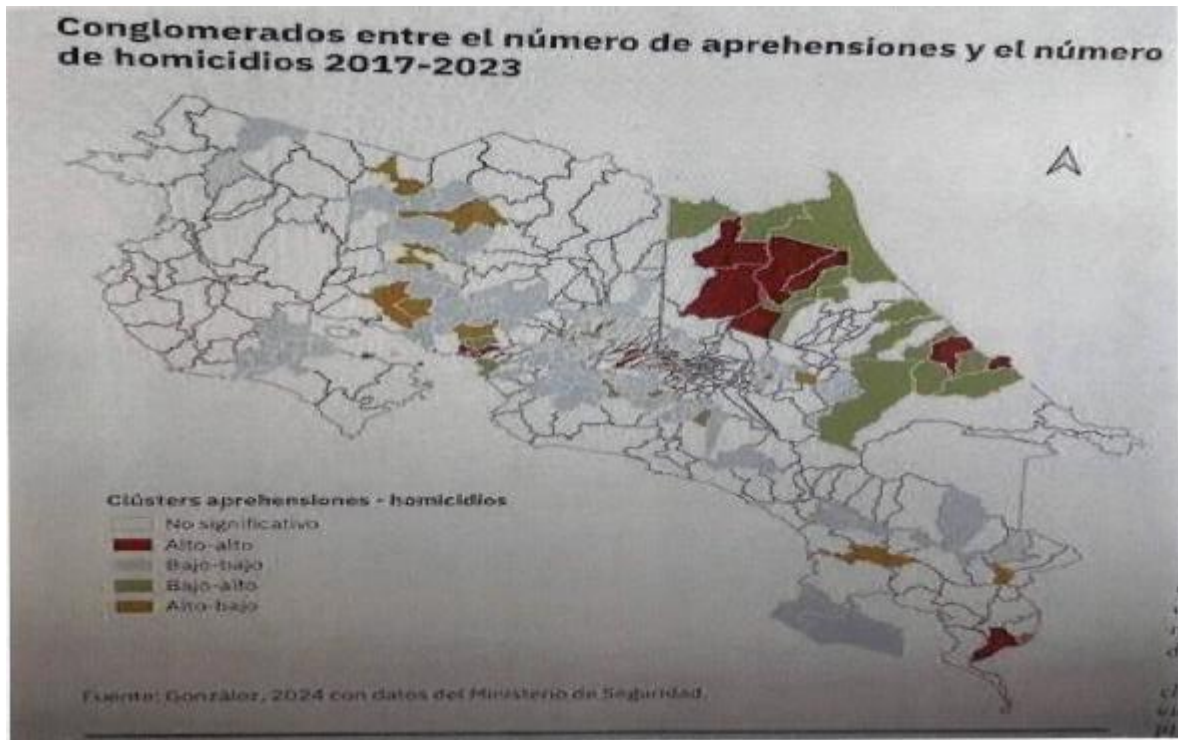 Conglomerados entre el número de aprehensiones y el número
de homicidios 2017-2023
Clústers aprehensiones - homicidios
No significativo
Alto-alto
Bajo-bajo
Bajo-alto
Alto-bajo
Fuente: González, 2024 con datos del Ministerio de Seguridad.